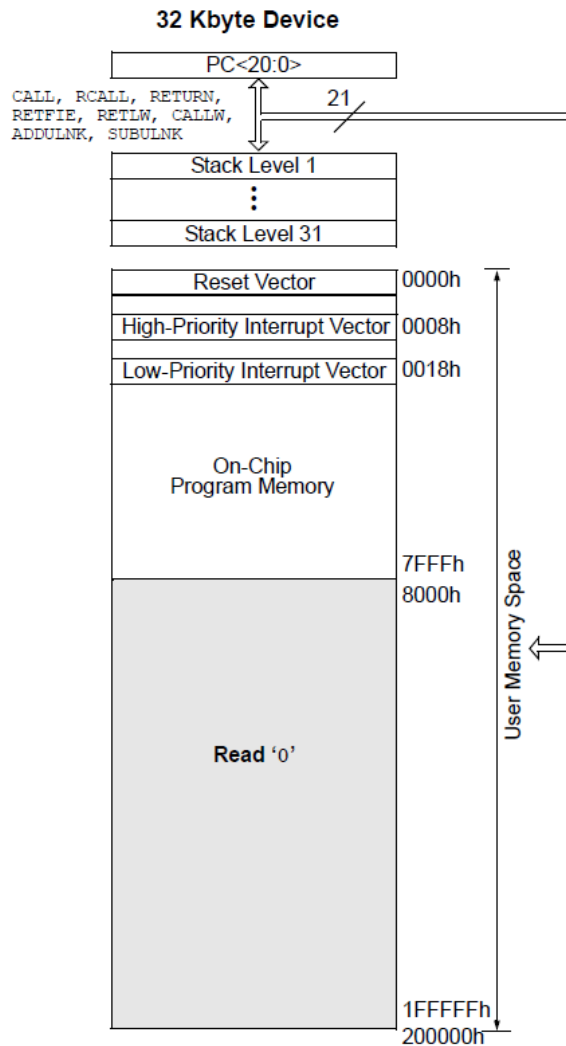 32 Kbyte Device
PC<20:0>
CALL, RCALL, RETURN,
RETFIE, RETLW, CALLW,
ADDULNK, SUBULNK
21
Stack Level 1
Stack Level 31
Reset Vector
0000h
High-Priority Interrupt Vector
0008h
Low-Priority Interrupt Vector
0018h
On-Chip
Program Memory
7FFFh
8000h
User Memory Space
Read ‘0’
1FFFFFh
200000h